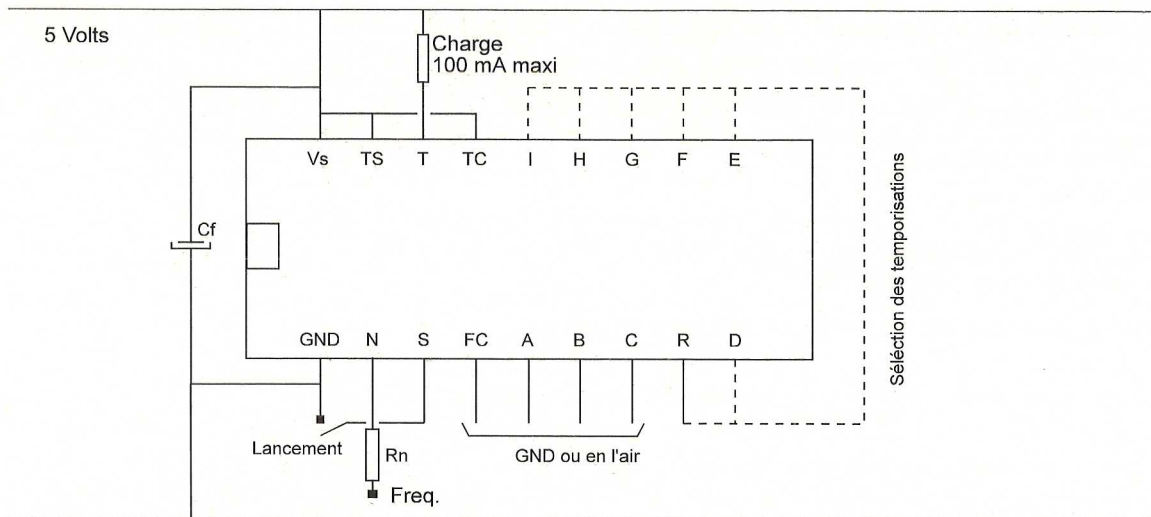 5 Volts
Charge
100 mA maxi
Vs TS T TC I H G F E
Cf
Séléction des temporisations
GND N S FC A B C R D
Lancement
Rn
GND ou en l'air
Freq.